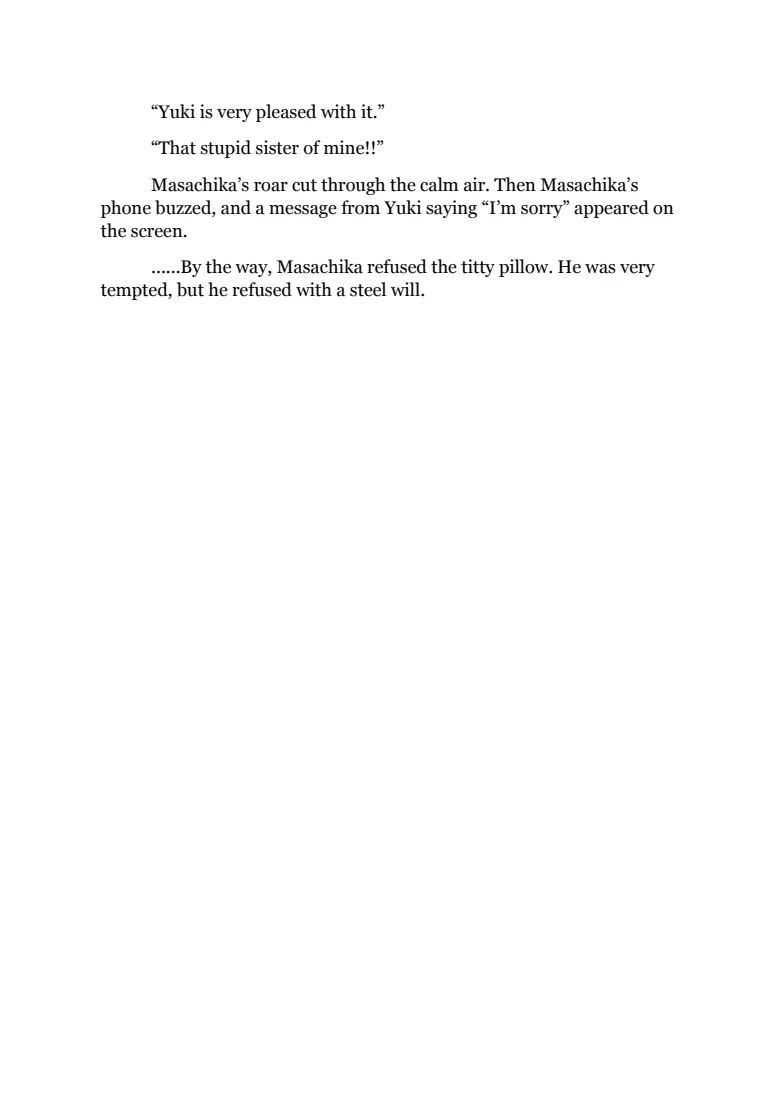 “Yuki is very pleased with it.”
“That stupid sister of mine!!”
Masachika’s roar cut through the calm air. Then Masachika’s
phone buzzed, and a message from Yuki saying “I’m sorry” appeared on
the screen.
......By the way, Masachika refused the titty pillow. He was very
tempted, but he refused with a steel will.